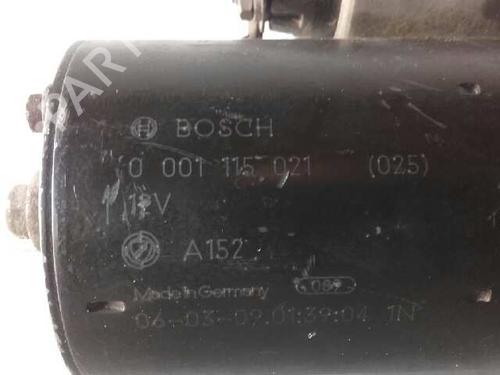 BOSCH
0 001 115 021 (025)
12V
A152
Made in Germany
06-03-09.01:39:04 1N